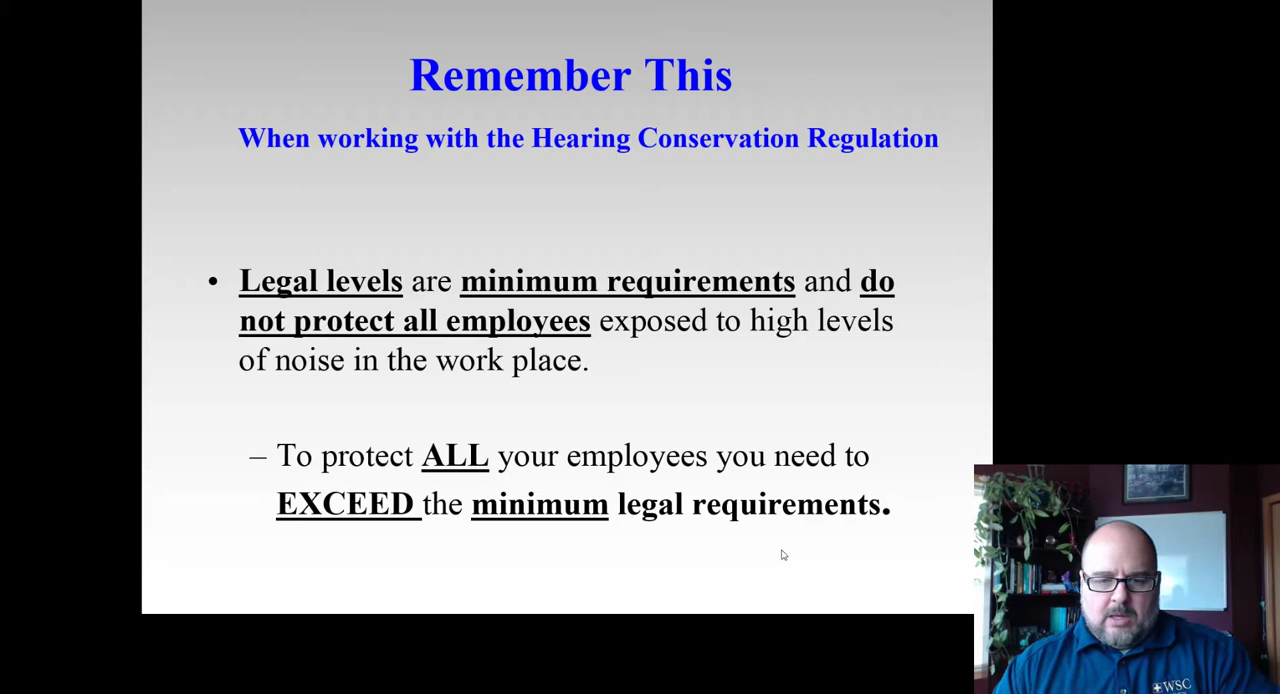 Remember This
When working with the Hearing Conservation Regulation
• Legal levels are minimum requirements and do
not protect all employees exposed to high levels
of noise in the work place.
– To protect ALL your employees you need to
EXCEED the minimum legal requirements.
WSC